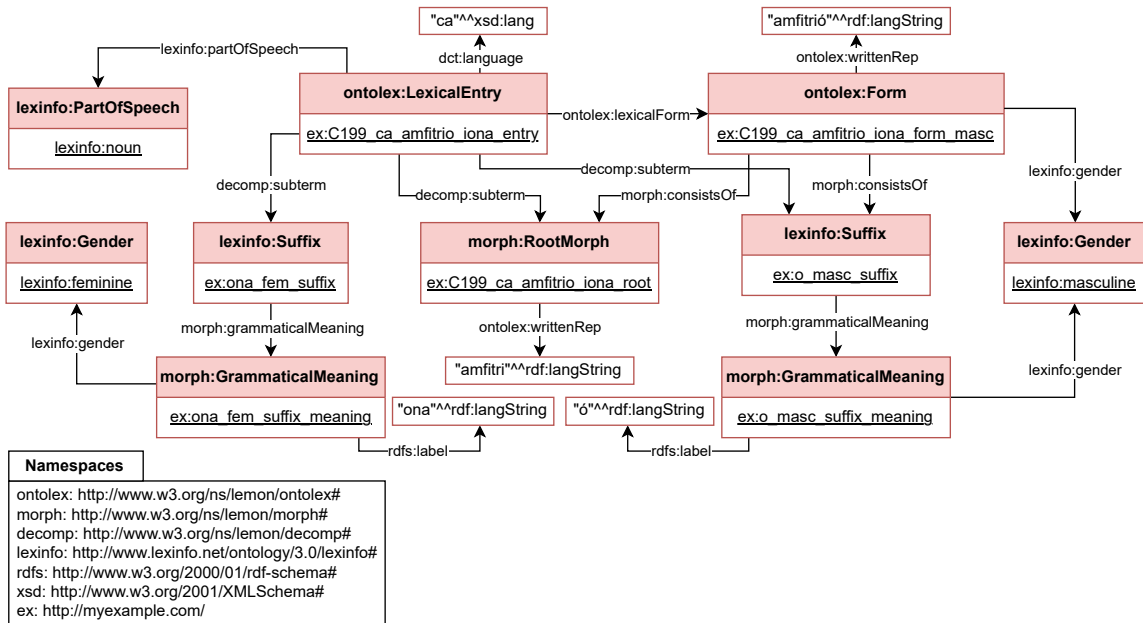 "ca"^^xsd:lang
"amfitrió"^^rdf:langString
lexinfo:partOfSpeech
dct:language
ontolex:writtenRep
lexinfo:PartOfSpeech
lexinfo:noun
ontolex:LexicalEntry
ex:C199_ca_amfitrio_iona_entry
ontolex:lexicalForm
ontolex:Form
ex:C199_ca_amfitrio_iona_form_masc
decomp:subterm
decomp:subterm
decomp:subterm
morph:consistsOf
morph:consistsOf
lexinfo:gender
lexinfo:Gender
lexinfo:feminine
lexinfo:Suffix
ex:ona_fem_suffix
morph:RootMorph
ex:C199_ca_amfitrio_iona_root
lexinfo:Suffix
ex:o_masc_suffix
lexinfo:Gender
lexinfo:masculine
lexinfo:gender
morph:grammaticalMeaning
ontolex:writtenRep
morph:grammaticalMeaning
lexinfo:gender
morph:GrammaticalMeaning
ex:ona_fem_suffix_meaning
"amfitri"^^rdf:langString
morph:GrammaticalMeaning
ex:o_masc_suffix_meaning
"ona"^^rdf:langString
"ó"^^rdf:langString
rdfs:label
rdfs:label
Namespaces
ontolex: http://www.w3.org/ns/lemon/ontolex#
morph: http://www.w3.org/ns/lemon/morph#
decomp: http://www.w3.org/ns/lemon/decomp#
lexinfo: http://www.lexinfo.net/ontology/3.0/lexinfo#
rdfs: http://www.w3.org/2000/01/rdf-schema#
xsd: http://www.w3.org/2001/XMLSchema#
ex: http://myexample.com/